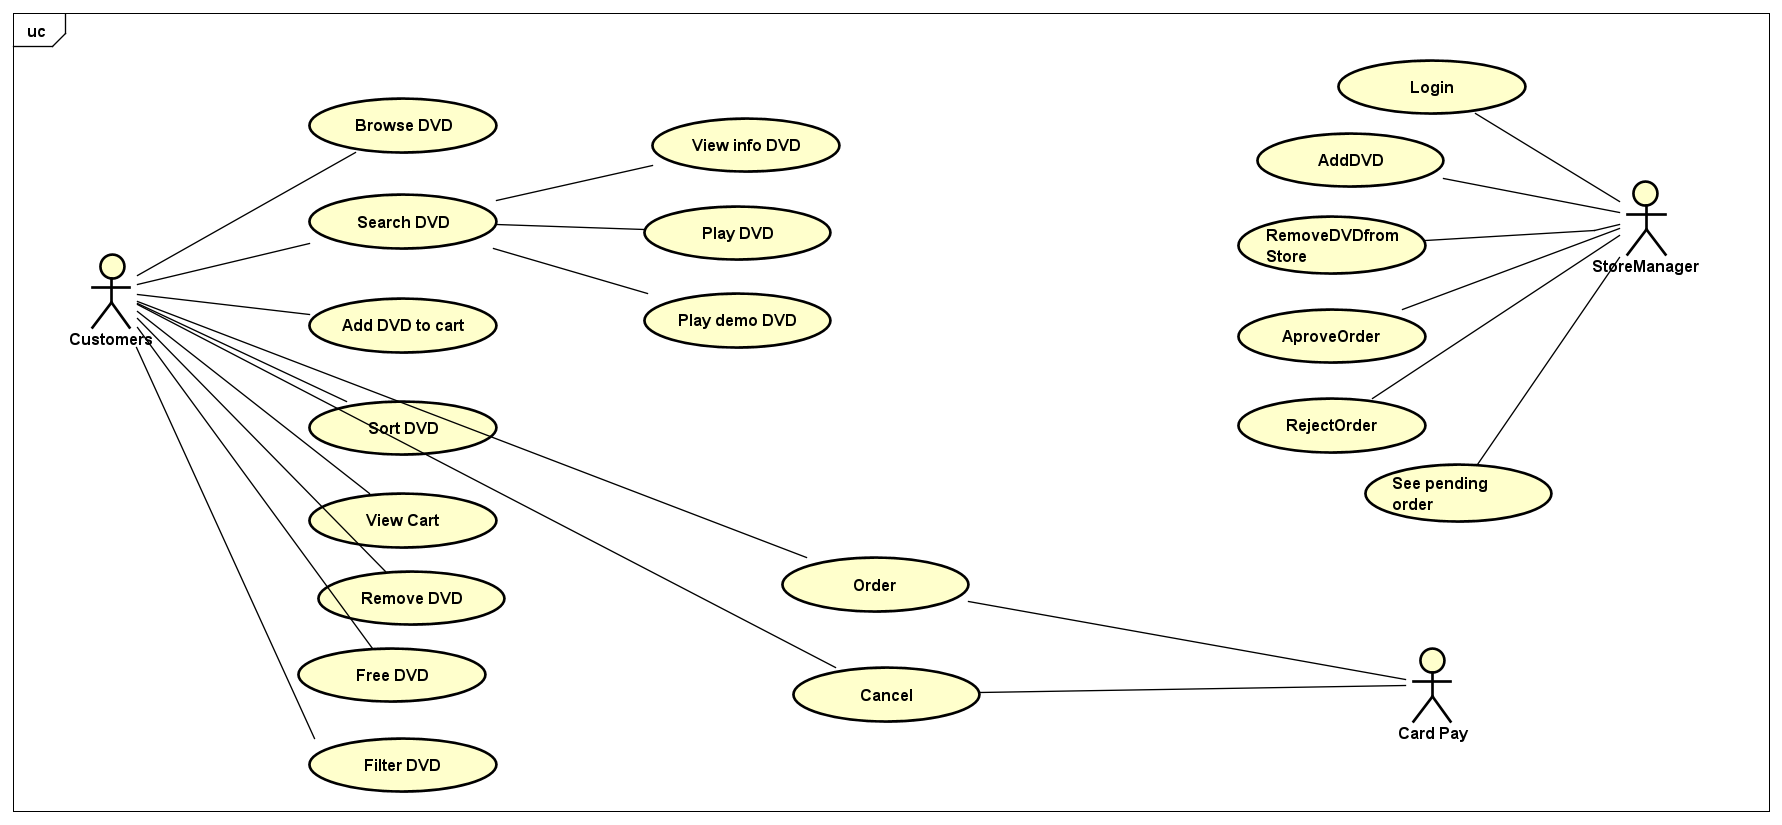 uc
Login
Browse DVD
View info DVD
AddDVD
Search DVD
Play DVD
RemoveDVDfrom
Store
StoreManager
Customers
Add DVD to cart
Play demo DVD
AproveOrder
Sort DVD
RejectOrder
See pending
order
View Cart
Order
Remove DVD
Free DVD
Cancel
Card Pay
Filter DVD